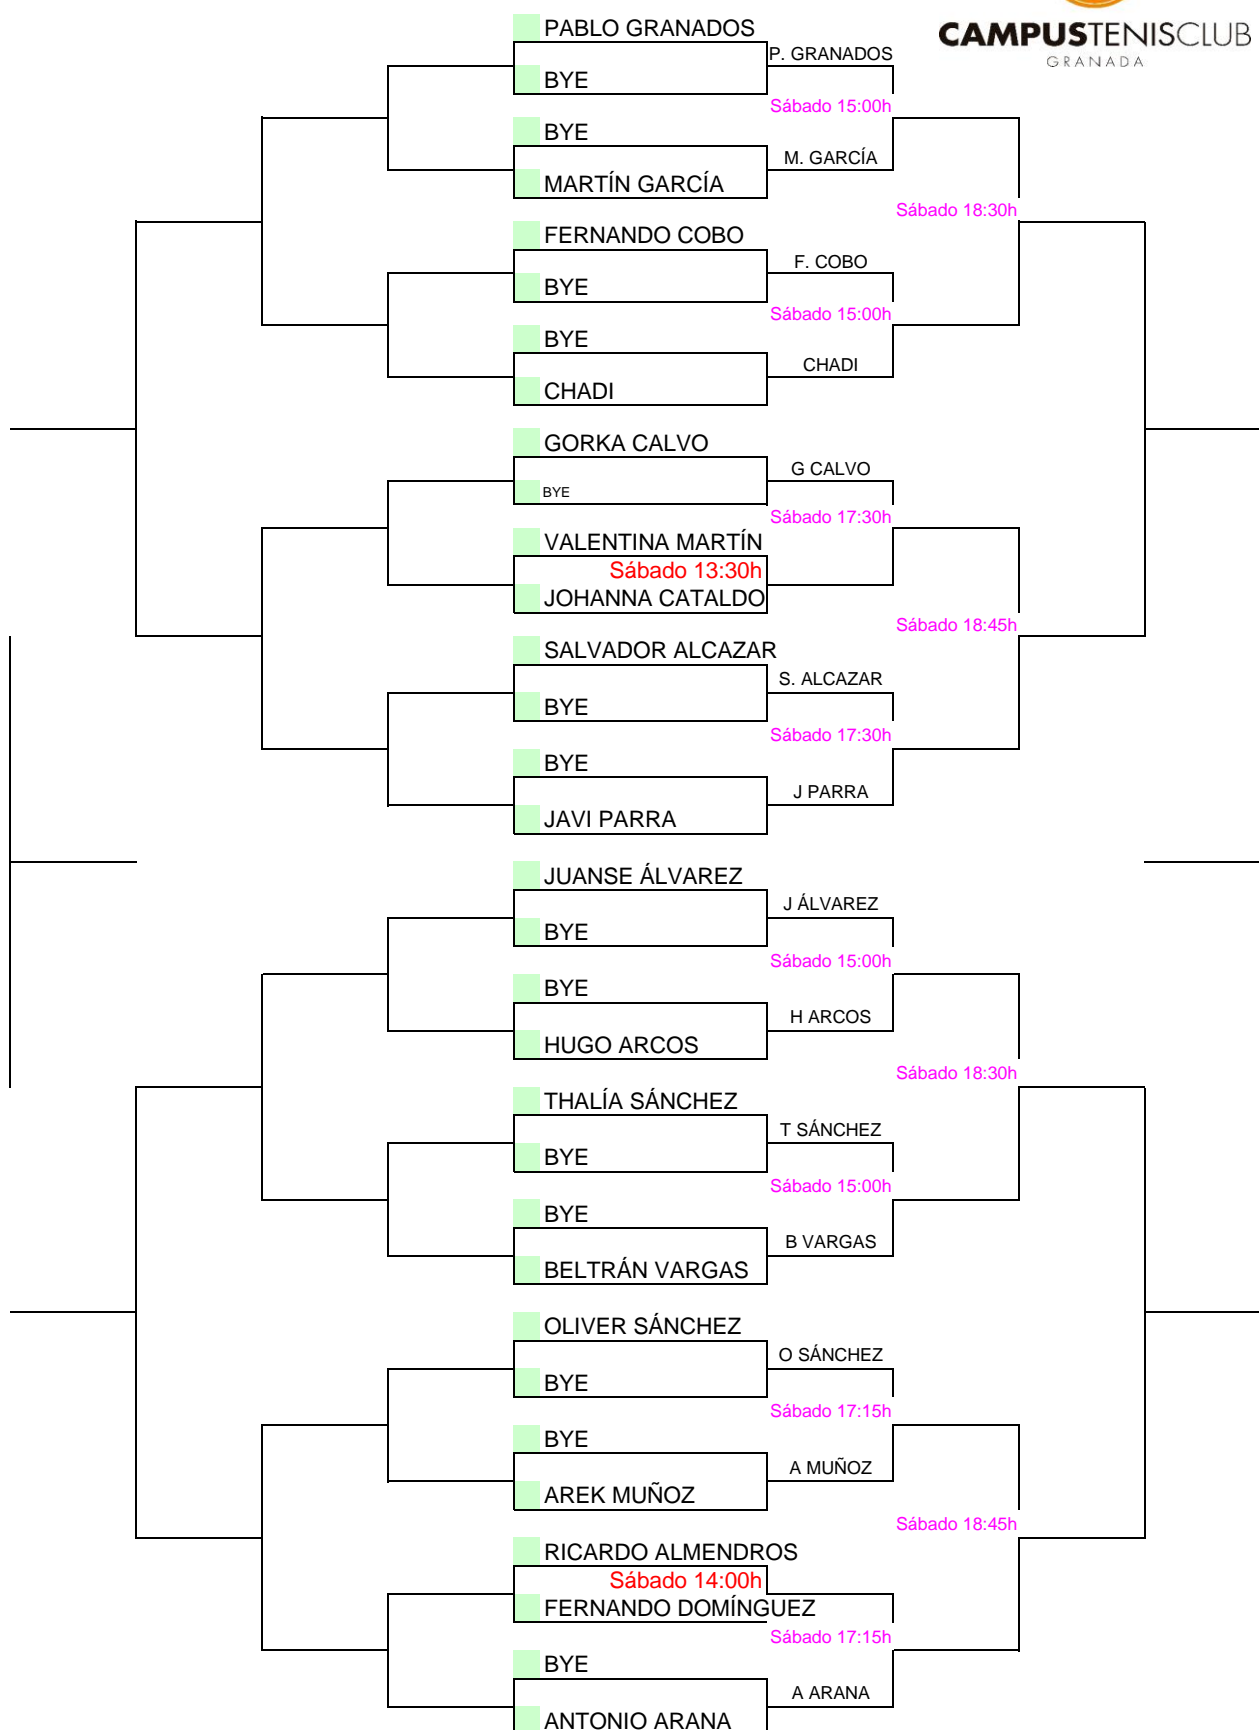 CAMPUSTENISCLUB
GRANADA
PABLO GRANADOS
P. GRANADOS
BYE
Sábado 15:00h
BYE
M. GARCÍA
MARTÍN GARCÍA
Sábado 18:30h
FERNANDO COBO
F. COBO
BYE
Sábado 15:00h
BYE
CHADI
CHADI
GORKA CALVO
G CALVO
BYE
Sábado 17:30h
VALENTINA MARTÍN
Sábado 13:30h
JOHANNA CATALDO
Sábado 18:45h
SALVADOR ALCAZAR
S. ALCAZAR
BYE
Sábado 17:30h
BYE
J PARRA
JAVI PARRA
JUANSE ÁLVAREZ
J ÁLVAREZ
BYE
Sábado 15:00h
BYE
H ARCOS
HUGO ARCOS
Sábado 18:30h
THALÍA SÁNCHEZ
T SÁNCHEZ
BYE
Sábado 15:00h
BYE
B VARGAS
BELTRÁN VARGAS
OLIVER SÁNCHEZ
O SÁNCHEZ
BYE
Sábado 17:15h
BYE
A MUÑOZ
AREK MUÑOZ
Sábado 18:45h
RICARDO ALMENDROS
Sábado 14:00h
FERNANDO DOMÍNGUEZ
Sábado 17:15h
BYE
A ARANA
ANTONIO ARANA